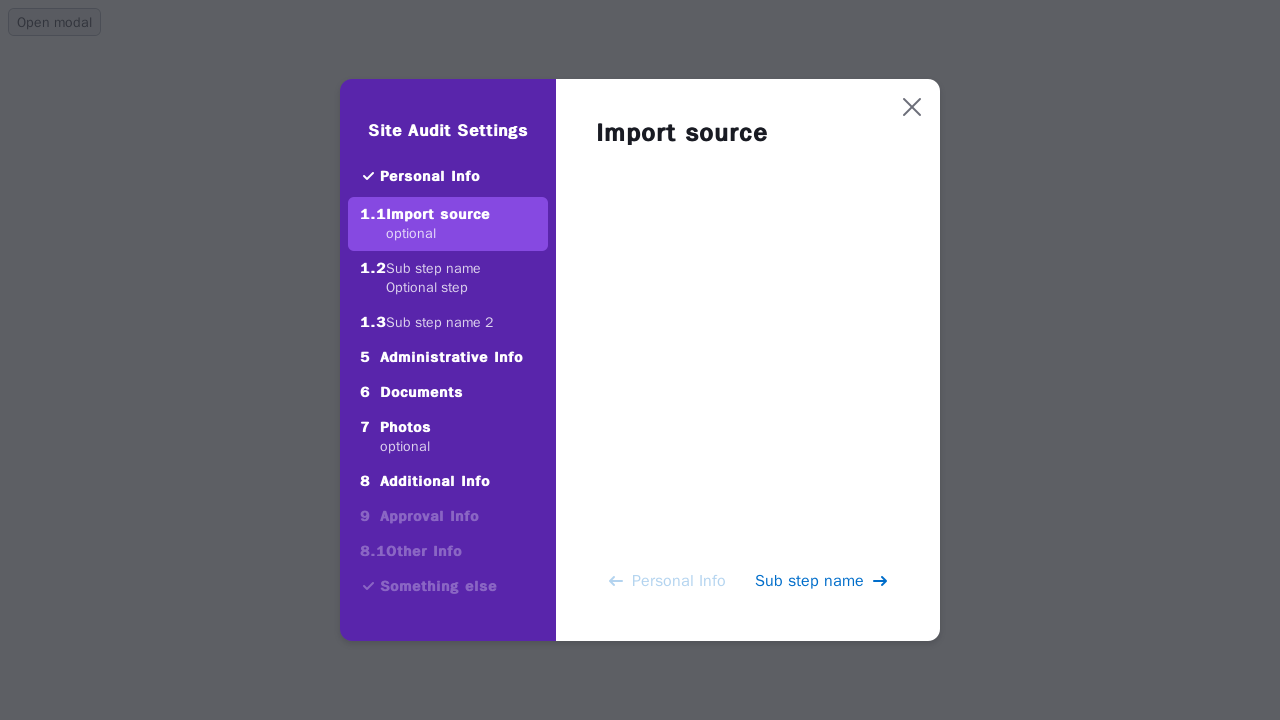 Open modal
Site Audit Settings
Personal Info
1.1 Import source
optional
1.2 Sub step name
Optional step
1.3 Sub step name 2
5 Administrative Info
6 Documents
7 Photos
optional
8 Additional Info
9 Approval Info
8.1 Other Info
Something else
Import source
Personal Info
Sub step name